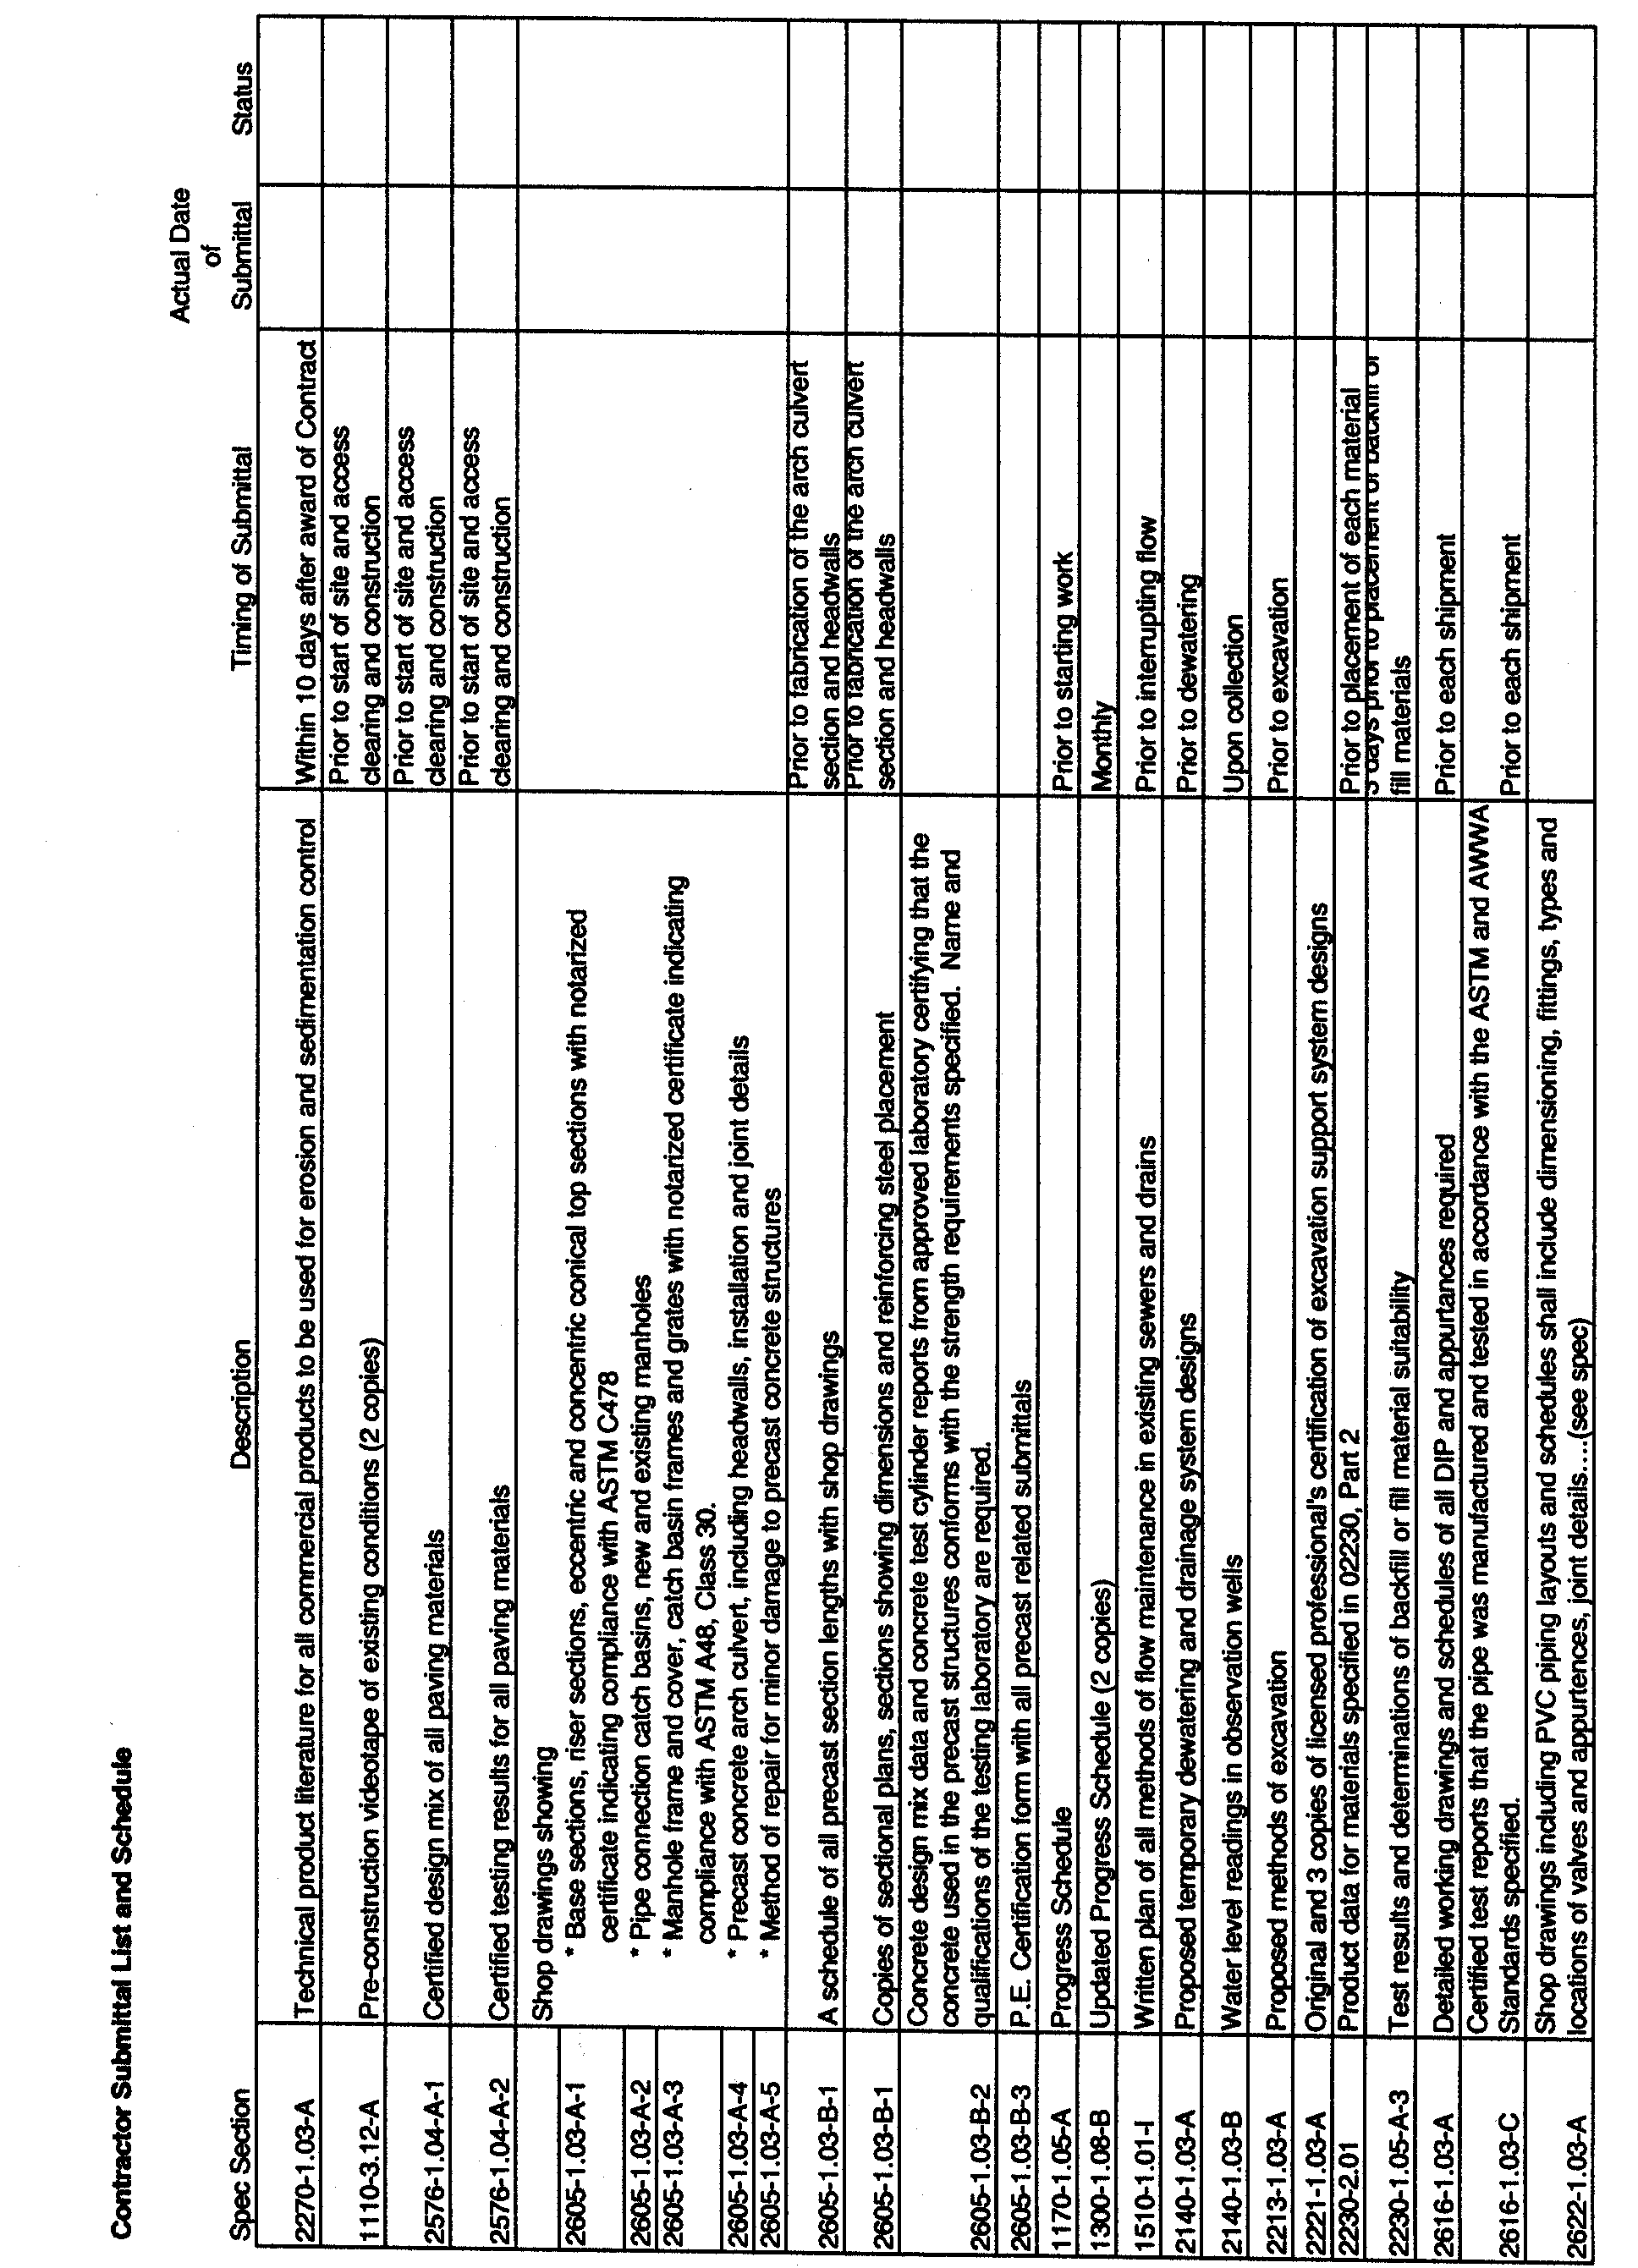 Contractor Submittal List and Schedule
Actual Date
of
Spec Section Description Timing of Submittal Submittal Status
2270-1.03-A Technical product literature for all commercial products to be used for erosion and sedimentation control Within 10 days after award of Contract
Prior to start of site and access
1110-3.12-A Pre-construction videotape of existing conditions (2 copies) clearing and construction
Prior to start of site and access
2576-1.04-A-1 Certified design mix of all paving materials clearing and construction
Prior to start of site and access
2576-1.04-A-2 Certified testing results for all paving materials clearing and construction
Shop drawings showing
2605-1.03-A-1 * Base sections, riser sections, eccentric and concentric conical top sections with notarized
certificate indicating compliance with ASTM C478
2605-1.03-A-2 * Pipe connection catch basins, new and existing manholes
2605-1.03-A-3 * Manhole frame and cover, catch basin frames and grates with notarized certificate indicating
compliance with ASTM A48, Class 30.
2605-1.03-A-4 * Precast concrete arch culvert, including headwalls, installation and joint details
2605-1.03-A-5 * Method of repair for minor damage to precast concrete structures
Prior to fabrication of the arch culvert
2605-1.03-B-1 A schedule of all precast section lengths with shop drawings section and headwalls
Prior to fabrication of the arch culvert
2605-1.03-B-1 Copies of sectional plans, sections showing dimensions and reinforcing steel placement section and headwalls
Concrete design mix data and concrete test cylinder reports from approved laboratory certifying that the
concrete used in the precast structures conforms with the strength requirements specified. Name and
2605-1.03-B-2 qualifications of the testing laboratory are required.
2605-1.03-B-3 P.E. Certification form with all precast related submittals
1170-1.05-A Progress Schedule Prior to starting work
1300-1.08-B Updated Progress Schedule (2 copies) Monthly
1510-1.01-I Written plan of all methods of flow maintenance in existing sewers and drains Prior to interrupting flow
2140-1.03-A Proposed temporary dewatering and drainage system designs Prior to dewatering
2140-1.03-B Water level readings in observation wells Upon collection
2213-1.03-A Proposed methods of excavation Prior to excavation
2221-1.03-A Original and 3 copies of licensed professional's certification of excavation support system designs
2230-2.01 Product data for materials specified in 02230, Part 2 Prior to placement of each material
days prior to placement of backfill or
2230-1.05-A-3 Test results and determinations of backfill or fill material suitability fill materials
2616-1.03-A Detailed working drawings and schedules of all DIP and appurtances required Prior to each shipment
Certified test reports that the pipe was manufactured and tested in accordance with the ASTM and AWWA
2616-1.03-C Standards specified. Prior to each shipment
Shop drawings including PVC piping layouts and schedules shall include dimensioning, fittings, types and
2622-1.03-A locations of valves and appurtences, joint details....(see spec)